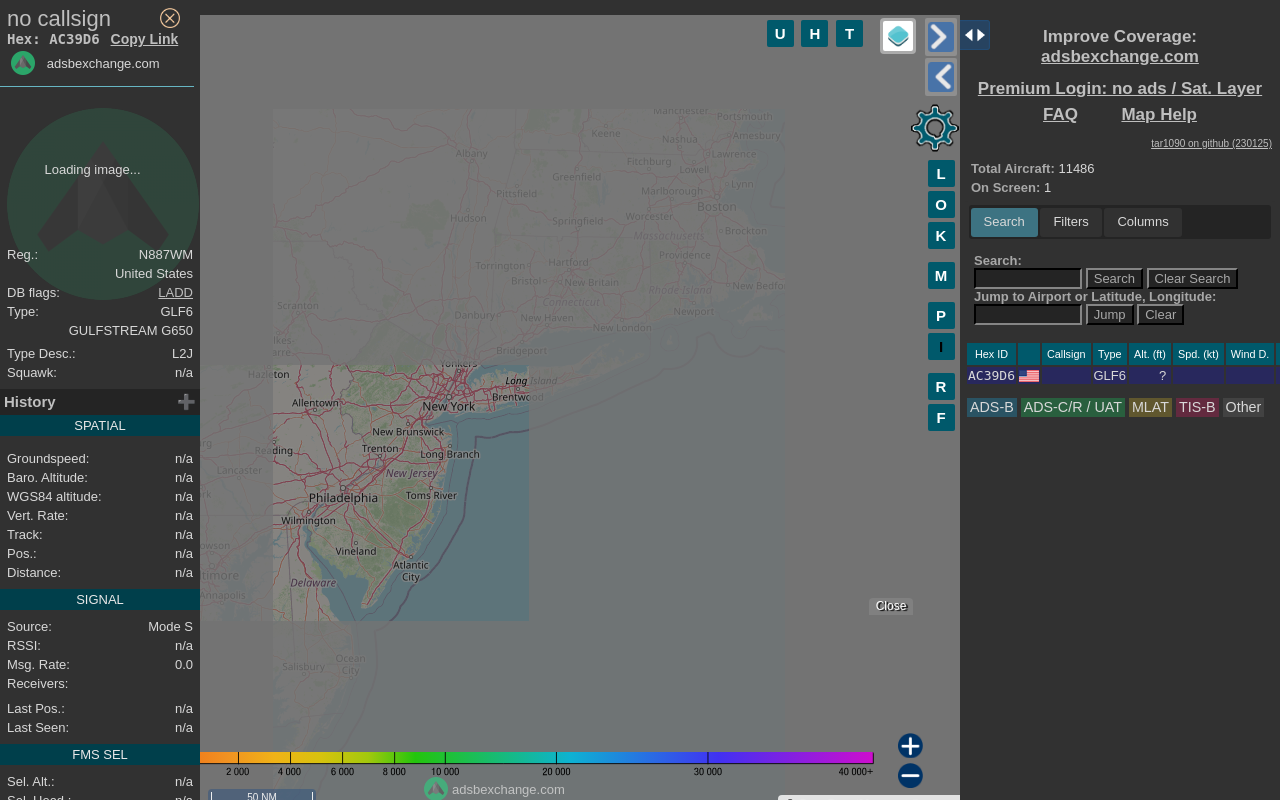 no callsign
Hex: AC39D6 Copy Link
adsbexchange.com
Loading image...
Reg.: N887WM
United States
DB flags: LADD
Type: GLF6
GULFSTREAM G650
Type Desc.: L2J
Squawk: n/a
History
SPATIAL
Groundspeed: n/a
Baro. Altitude: n/a
WGS84 altitude: n/a
Vert. Rate: n/a
Track: n/a
Pos.: n/a
Distance: n/a
SIGNAL
Source: Mode S
RSSI: n/a
Msg. Rate: 0.0
Receivers:
Last Pos.: n/a
Last Seen: n/a
FMS SEL
Sel. Alt.: n/a
U H T
L
O
K
M
P
I
R
F
Manchester
Portsmouth
Keene
Nashua
Amesbury
Albany
Fitchburg
Lawrence
Greenfield
Lowell
Pittsfield
Marlborough
Lynn
Hudson
Springfield
Worcester
Boston
Massachusetts
Brockton
Torrington
Hartford
Providence
Bristol
New Britain
Scranton
Connecticut
Rhode Island
New Bedfo
Danbury
New Haven
New London
Newport
Bridgeport
Yonkers
Hazleton
Long Island
Allentown
New York
Brentwood
New Brunswick
Reading
Trenton
Long Branch
Lancaster
New Jersey
Philadelphia
Toms River
Wilmington
Vineland
Atlantic
City
Delaware
Annapolis
Salisbury
Ocean
City
Close
2 000 4 000 6 000 8 000 10 000 20 000 30 000 40 000+
adsbexchange.com
50 NM
Improve Coverage:
adsbexchange.com
Premium Login: no ads / Sat. Layer
FAQ Map Help
tar1090 on github (230125)
Total Aircraft: 11486
On Screen: 1
Search Filters Columns
Search:
Search Clear Search
Jump to Airport or Latitude, Longitude:
Jump Clear
Hex ID Callsign Type Alt. (ft) Spd. (kt) Wind D.
AC39D6 GLF6 ?
ADS-B ADS-C/R / UAT MLAT TIS-B Other